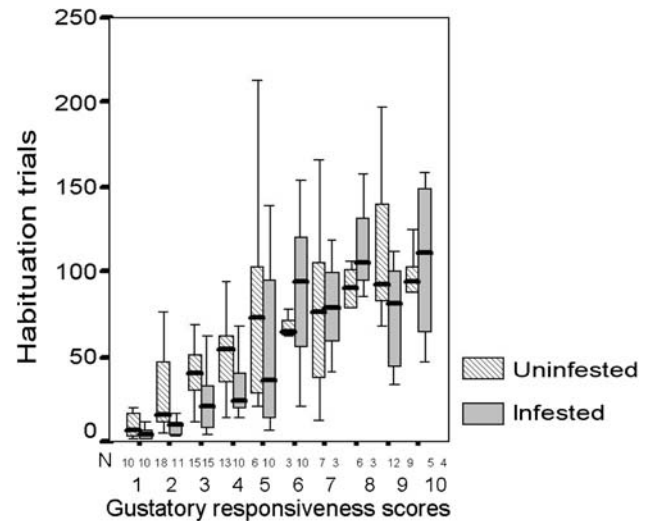 250
200
150
100
50
0
Habituation trials
Uninfested
Infested
N 10 10 18 11 15 15 13 10 6 10 3 10 7 3 6 3 12 9 5 4
1 2 3 4 5 6 7 8 9 10
Gustatory responsiveness scores